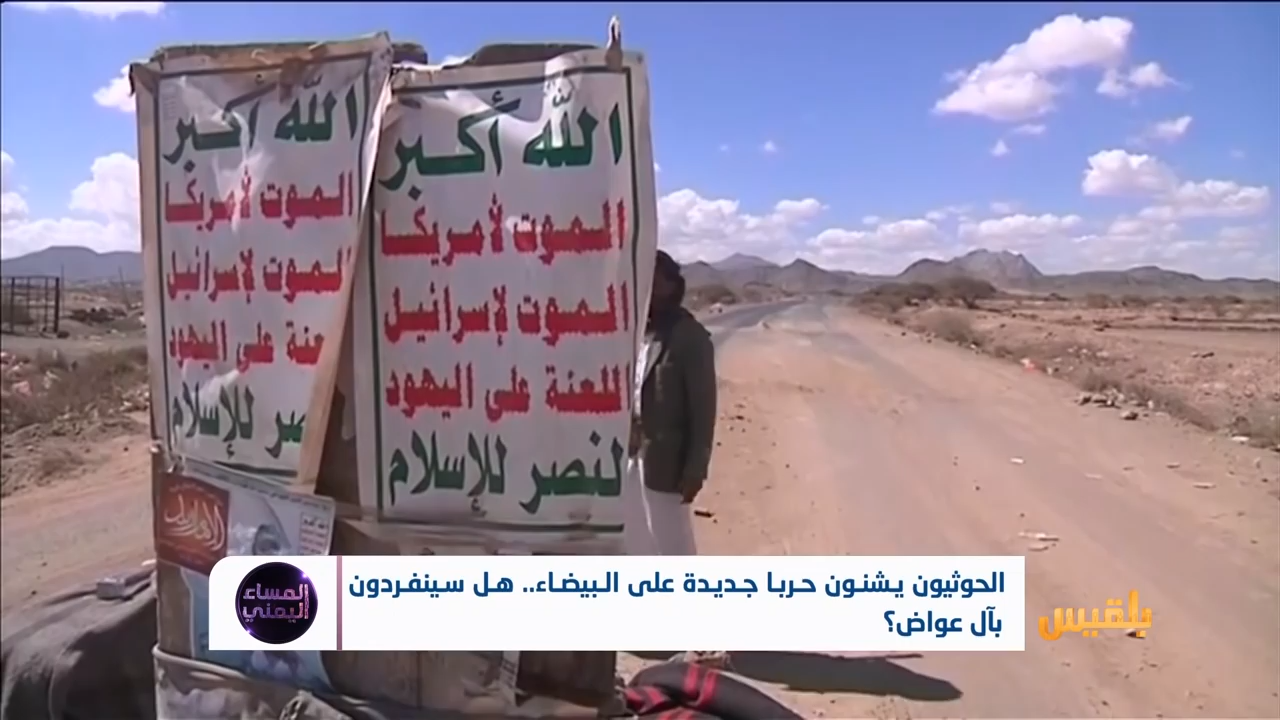 الله أكبر
الموت لأمريكا
الموت لإسرائيل
اللعنة على اليهود
لنصر للإسلام
الله أكبر
الموت لأمريكا
الموت لإسرائيل
عنة على اليهود
صر للإسلام
الحوثيون يشنون حربا جديدة على البيضاء.. هل سينفردون
بآل عواض؟
المساء
اليمني
بلقيس